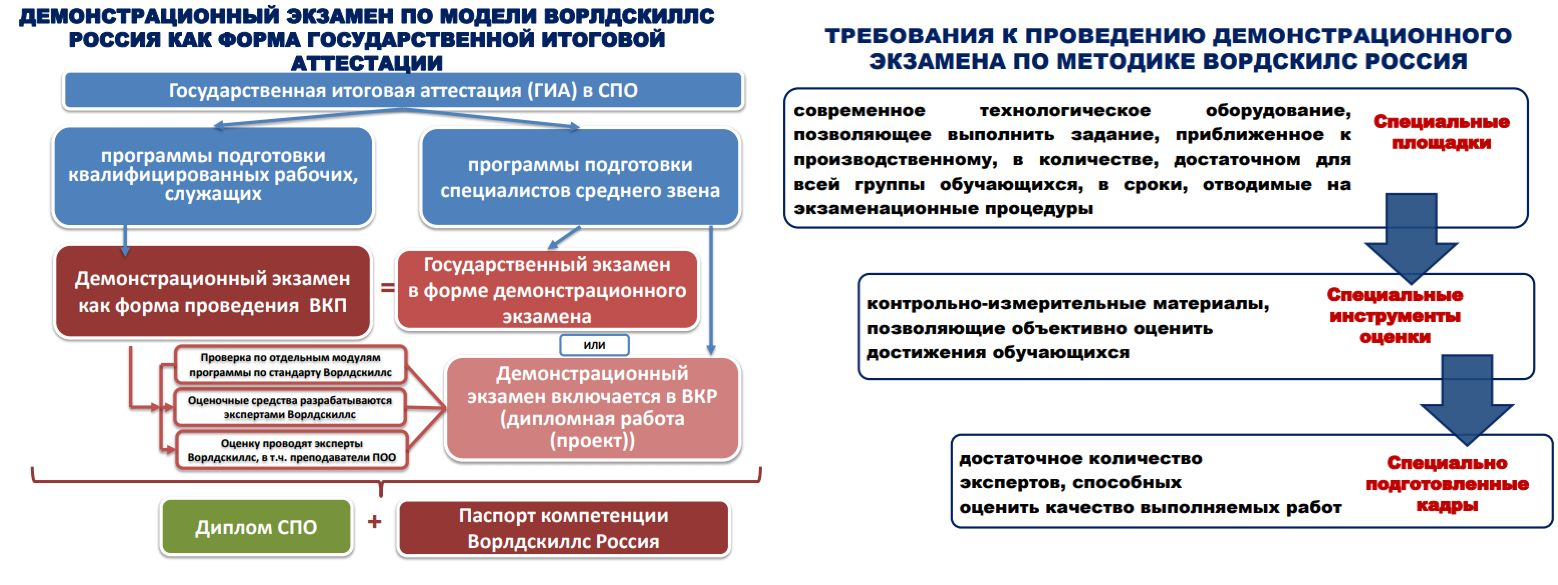 ДЕМОНСТРАЦИОННЫЙ ЭКЗАМЕН ПО МОДЕЛИ ВОРЛДСКИЛЛС
РОССИЯ КАК ФОРМА ГОСУДАРСТВЕННОЙ ИТОГОВОЙ
АТТЕСТАЦИИ
Государственная итоговая аттестация (ГИА) в СПО
программы подготовки
квалифицированных рабочих,
служащих
программы подготовки
специалистов среднего звена
Демонстрационный экзамен
как форма проведения ВКП
=
Государственный экзамен
в форме демонстрационного
экзамена
или
Проверка по отдельным модулям
программы по стандарту Ворлдскиллс
Оценочные средства разрабатываются
экспертами Ворлдскиллс
Оценку проводят эксперты
Ворлдскиллс, в т.ч. преподаватели ПОО
Демонстрационный
экзамен включается в ВКР
(дипломная работа
(проект))
Диплом СПО
+
Паспорт компетенции
Ворлдскиллс Россия
ТРЕБОВАНИЯ К ПРОВЕДЕНИЮ ДЕМОНСТРАЦИОННОГО
ЭКЗАМЕНА ПО МЕТОДИКЕ ВОРДСКИЛС РОССИЯ
современное технологическое оборудование,
позволяющее выполнить задание, приближенное к
производственному, в количестве, достаточном для
всей группы обучающихся, в сроки, отводимые на
экзаменационные процедуры
Специальные
площадки
контрольно-измерительные материалы,
позволяющие объективно оценить
достижения обучающихся
Специальные
инструменты
оценки
достаточное количество
экспертов, способных
оценить качество выполняемых работ
Специально
подготовленные
кадры